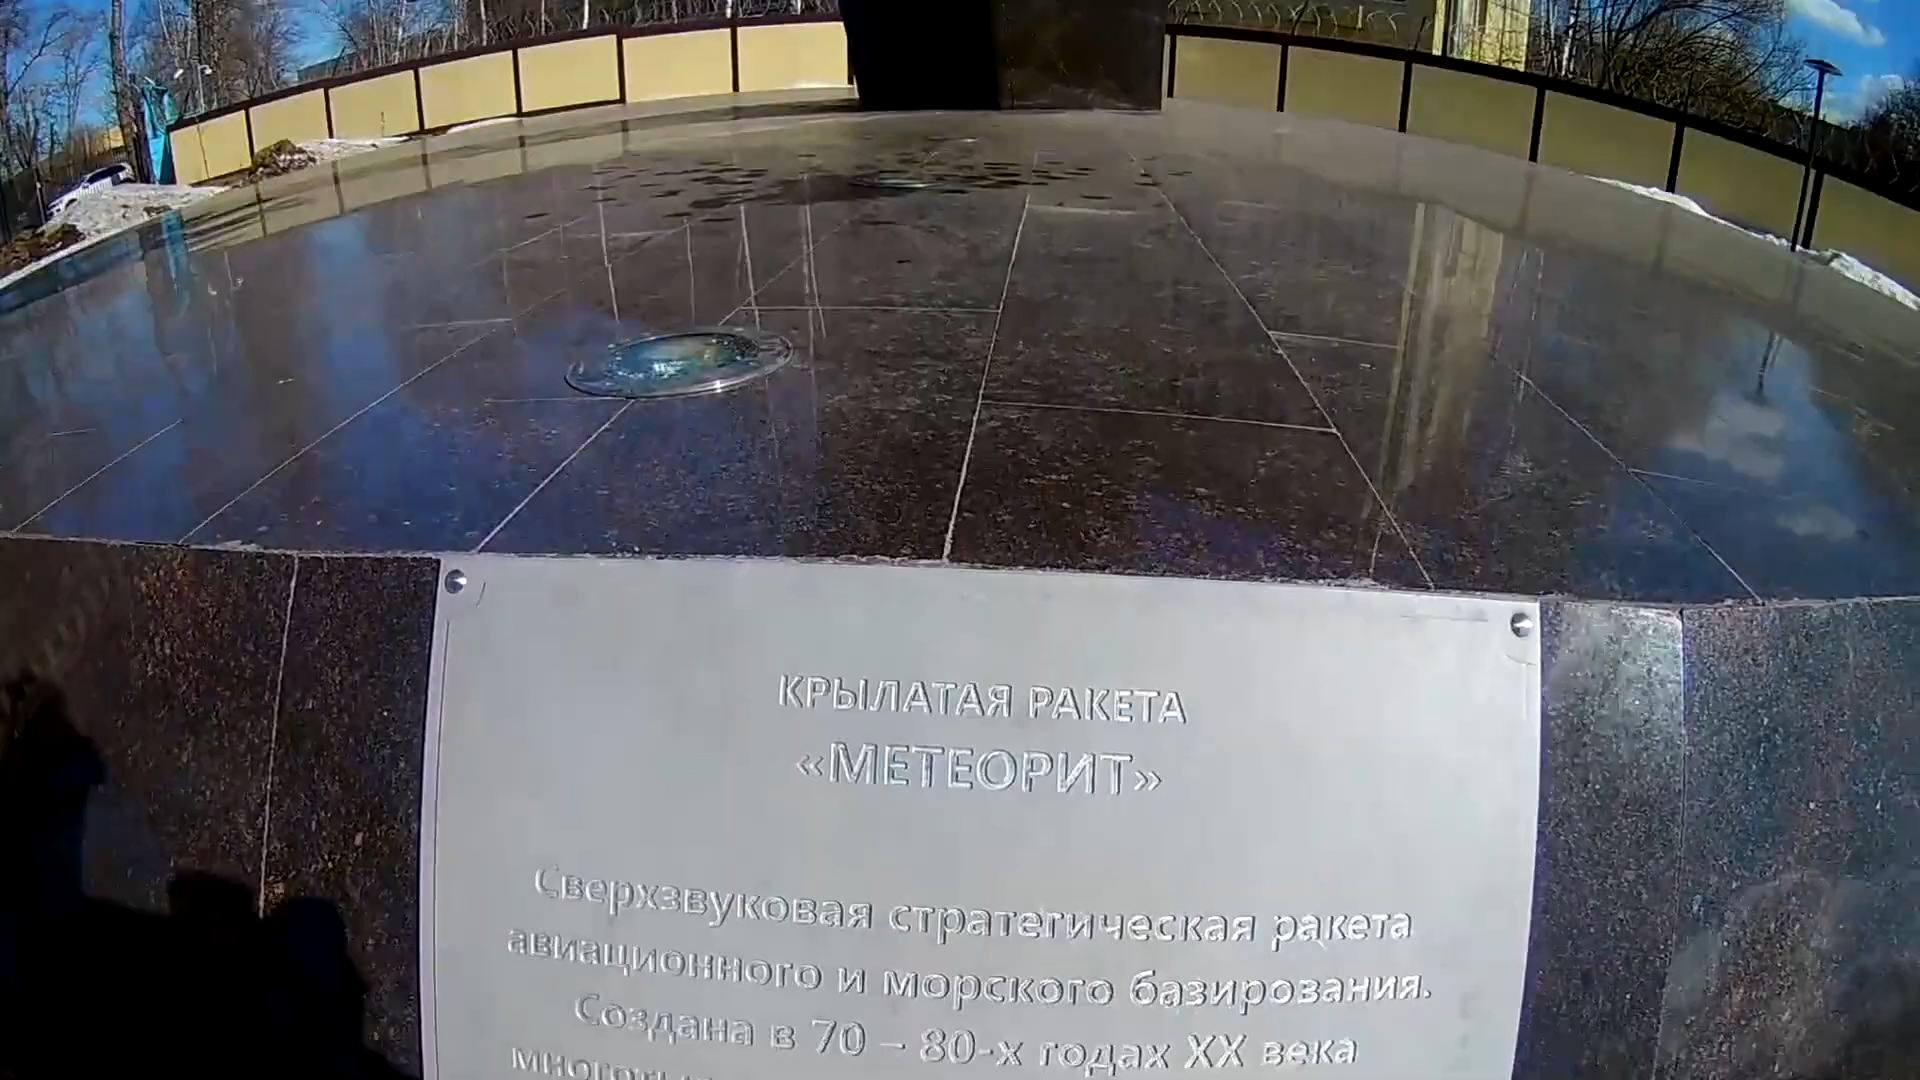 КРЫЛАТАЯ РАКЕТА
«МЕТЕОРИТ»
Сверхзвуковая стратегическая ракета
авиационного и морского базирования.
Создана в 70 – 80-х годах XX века